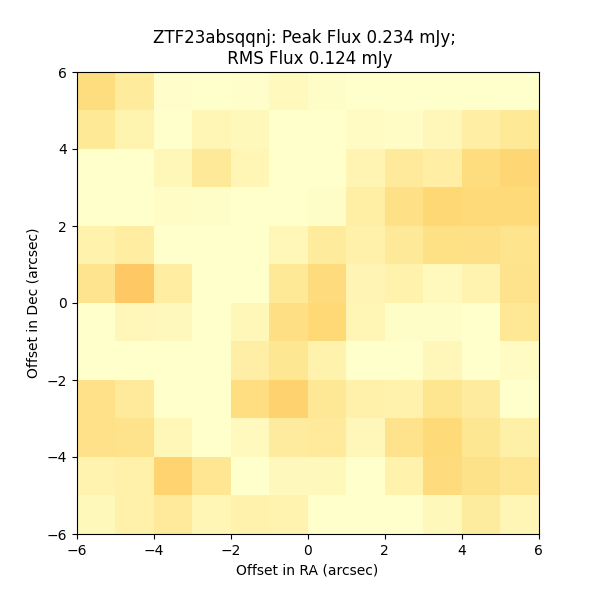 ZTF23absqqnj: Peak Flux 0.234 mJy;
RMS Flux 0.124 mJy
6
4
2
0
−2
−4
−6
Offset in Dec (arcsec)
−6 −4 −2 0 2 4 6
Offset in RA (arcsec)